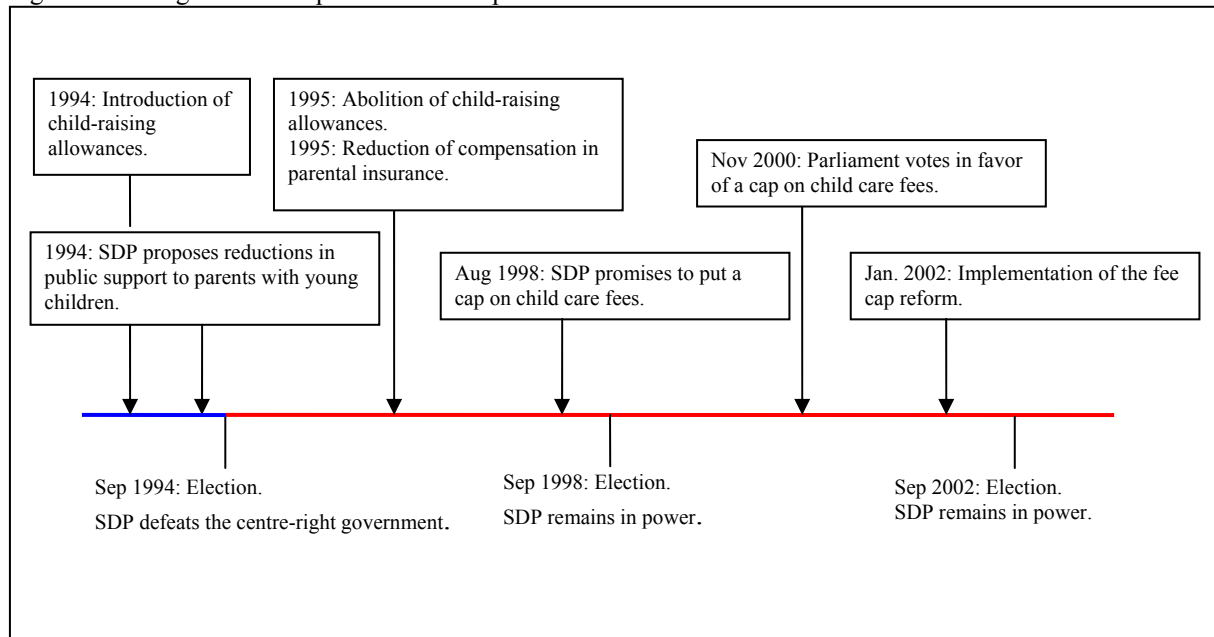 1994: Introduction of
child-raising
allowances.
1995: Abolition of child-raising
allowances.
1995: Reduction of compensation in
parental insurance.
Nov 2000: Parliament votes in favor
of a cap on child care fees.
1994: SDP proposes reductions in
public support to parents with young
children.
Aug 1998: SDP promises to put a
cap on child care fees.
Jan. 2002: Implementation of the fee
cap reform.
Sep 1994: Election.
SDP defeats the centre-right government.
Sep 1998: Election.
SDP remains in power.
Sep 2002: Election.
SDP remains in power.